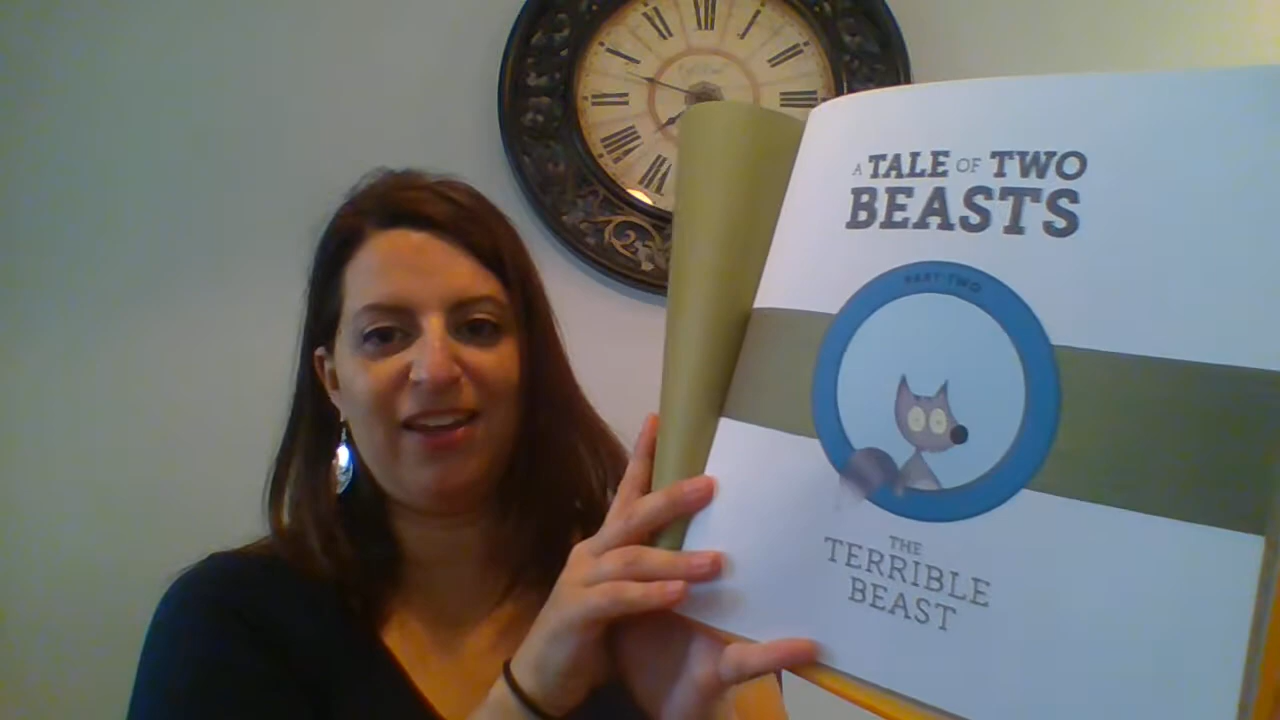 A TALE OF TWO
BEASTS
PART TWO
THE
TERRIBLE
BEAST